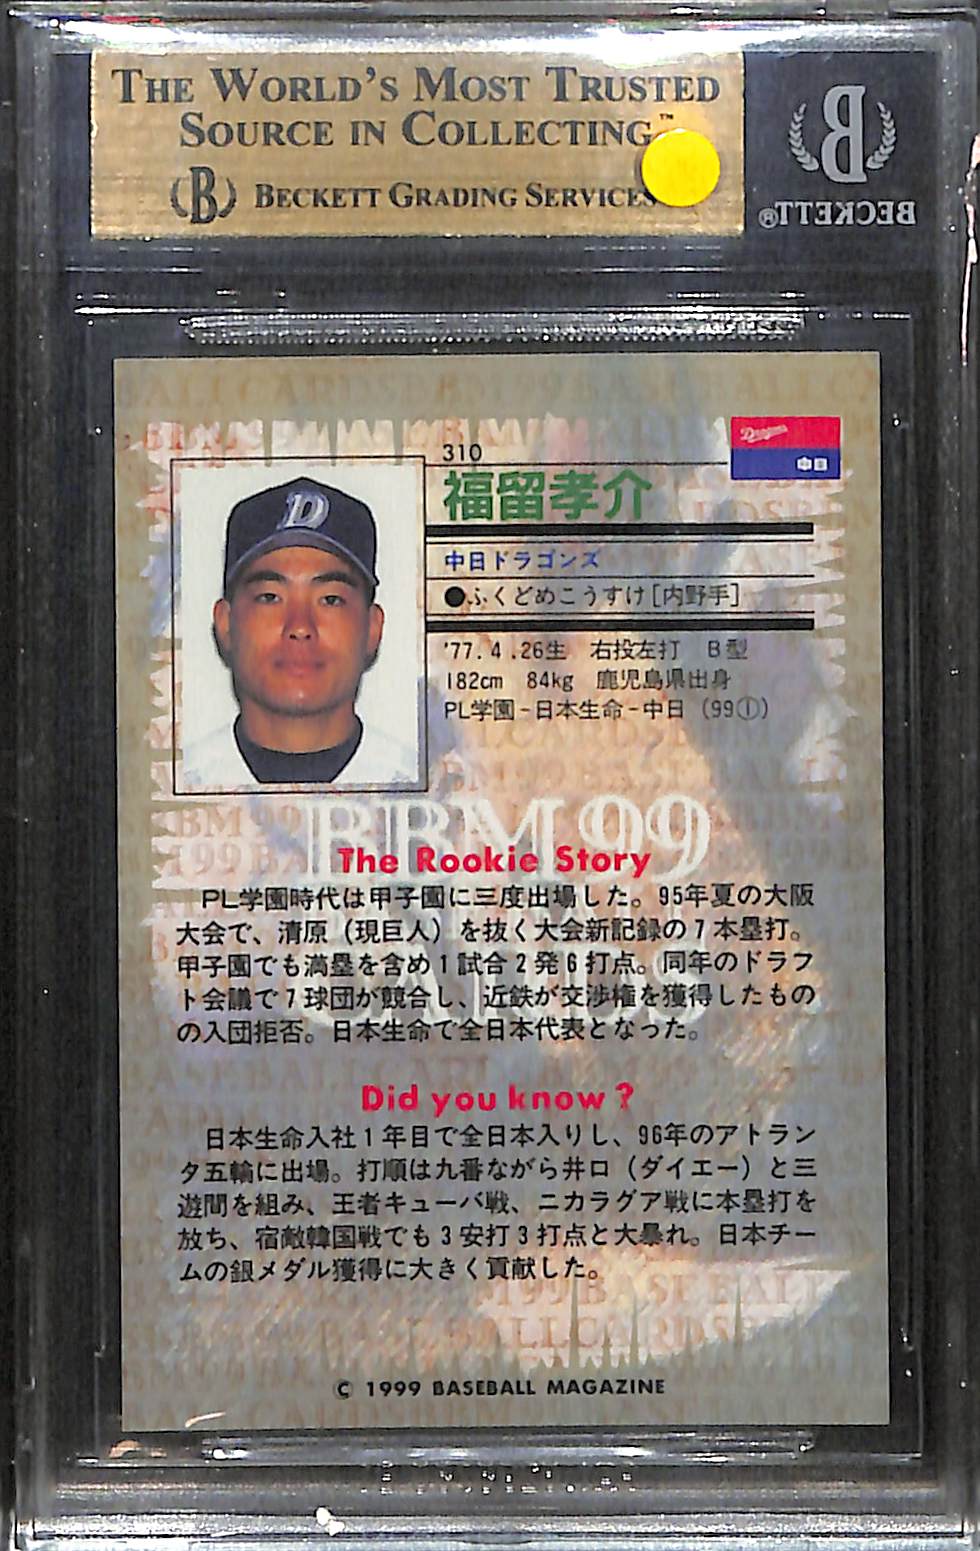 THE WORLD'S MOST TRUSTED
SOURCE IN COLLECTING™
B BECKETT GRADING SERVICES
B
BECKETT®
310
福留孝介
Dragons
中日
D
中日ドラゴンズ
●ふくどめこうすけ［内野手］
'77.4.26生　右投左打　B型
182cm　84kg　鹿児島県出身
PL学園－日本生命－中日（99①）
BBM 99
The Rookie Story
PL学園時代は甲子園に三度出場した。95年夏の大阪
大会で、清原（現巨人）を抜く大会新記録の7本塁打。
甲子園でも満塁を含め1試合2発6打点。同年のドラフ
ト会議で7球団が競合し、近鉄が交渉権を獲得したもの
の入団拒否。日本生命で全日本代表となった。
Did you know?
日本生命入社1年目で全日本入りし、96年のアトラン
タ五輪に出場。打順は九番ながら井口（ダイエー）と三
遊間を組み、王者キューバ戦、ニカラグア戦に本塁打を
放ち、宿敵韓国戦でも3安打3打点と大暴れ。日本チー
ムの銀メダル獲得に大きく貢献した。
© 1999 BASEBALL MAGAZINE